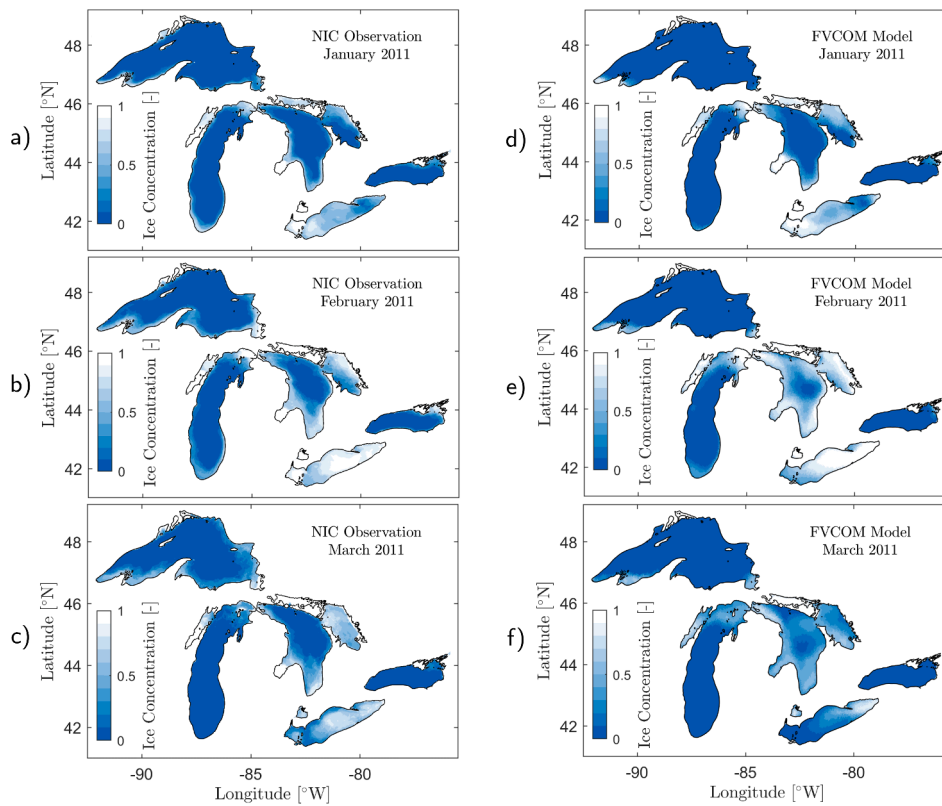 a)
Latitude [°N]
48
46
44
42
NIC Observation
January 2011
Ice Concentration [-]
1
0.5
0
d)
Latitude [°N]
48
46
44
42
FVCOM Model
January 2011
Ice Concentration [-]
1
0.5
0
b)
Latitude [°N]
48
46
44
42
NIC Observation
February 2011
Ice Concentration [-]
1
0.5
0
e)
Latitude [°N]
48
46
44
42
FVCOM Model
February 2011
Ice Concentration [-]
1
0.5
0
c)
Latitude [°N]
48
46
44
42
NIC Observation
March 2011
Ice Concentration [-]
1
0.5
0
-90
-85
-80
Longitude [°W]
f)
Latitude [°N]
48
46
44
42
FVCOM Model
March 2011
Ice Concentration [-]
1
0.5
0
-90
-85
-80
Longitude [°W]